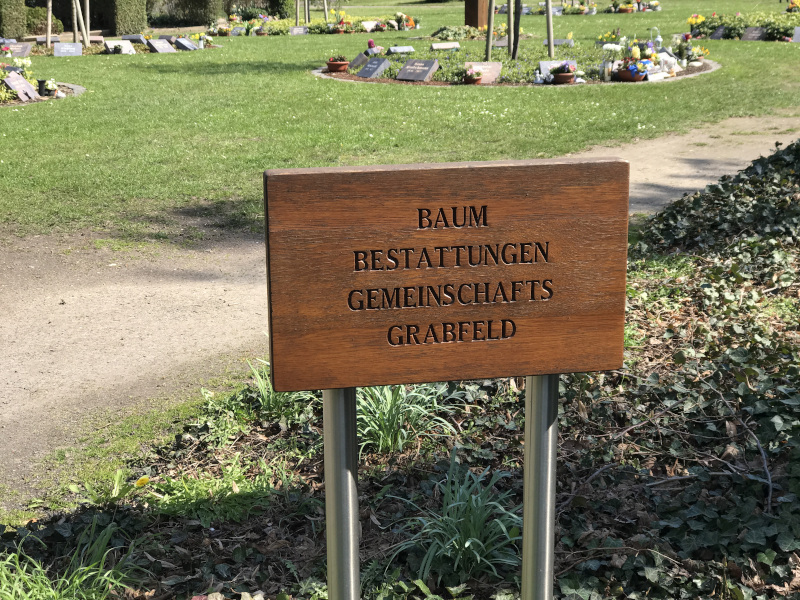 BAUM
BESTATTUNGEN
GEMEINSCHAFTS
GRABFELD